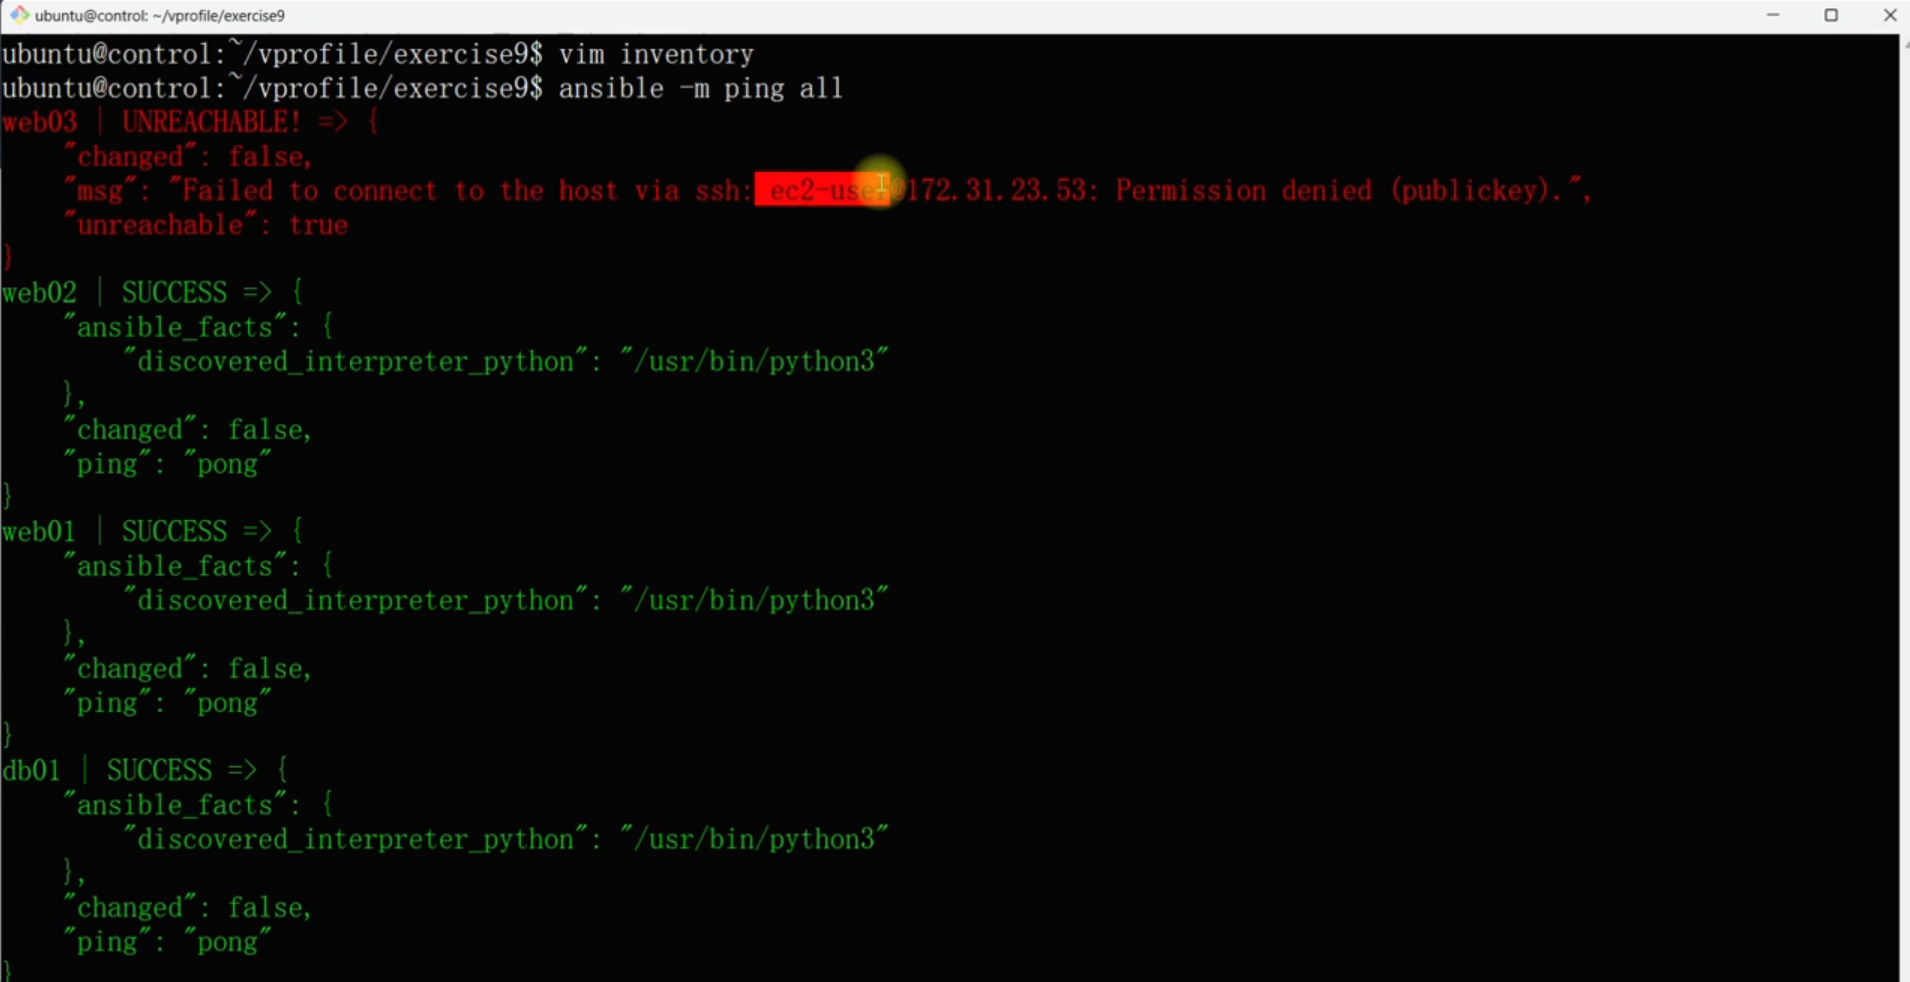 ubuntu@control: ~/vprofile/exercise9
ubuntu@control:~/vprofile/exercise9$ vim inventory
ubuntu@control:~/vprofile/exercise9$ ansible -m ping all
web03 | UNREACHABLE! => {
    "changed": false,
    "msg": "Failed to connect to the host via ssh: ec2-user@172.31.23.53: Permission denied (publickey).",
    "unreachable": true
}
web02 | SUCCESS => {
    "ansible_facts": {
        "discovered_interpreter_python": "/usr/bin/python3"
    },
    "changed": false,
    "ping": "pong"
}
web01 | SUCCESS => {
    "ansible_facts": {
        "discovered_interpreter_python": "/usr/bin/python3"
    },
    "changed": false,
    "ping": "pong"
}
db01 | SUCCESS => {
    "ansible_facts": {
        "discovered_interpreter_python": "/usr/bin/python3"
    },
    "changed": false,
    "ping": "pong"
}